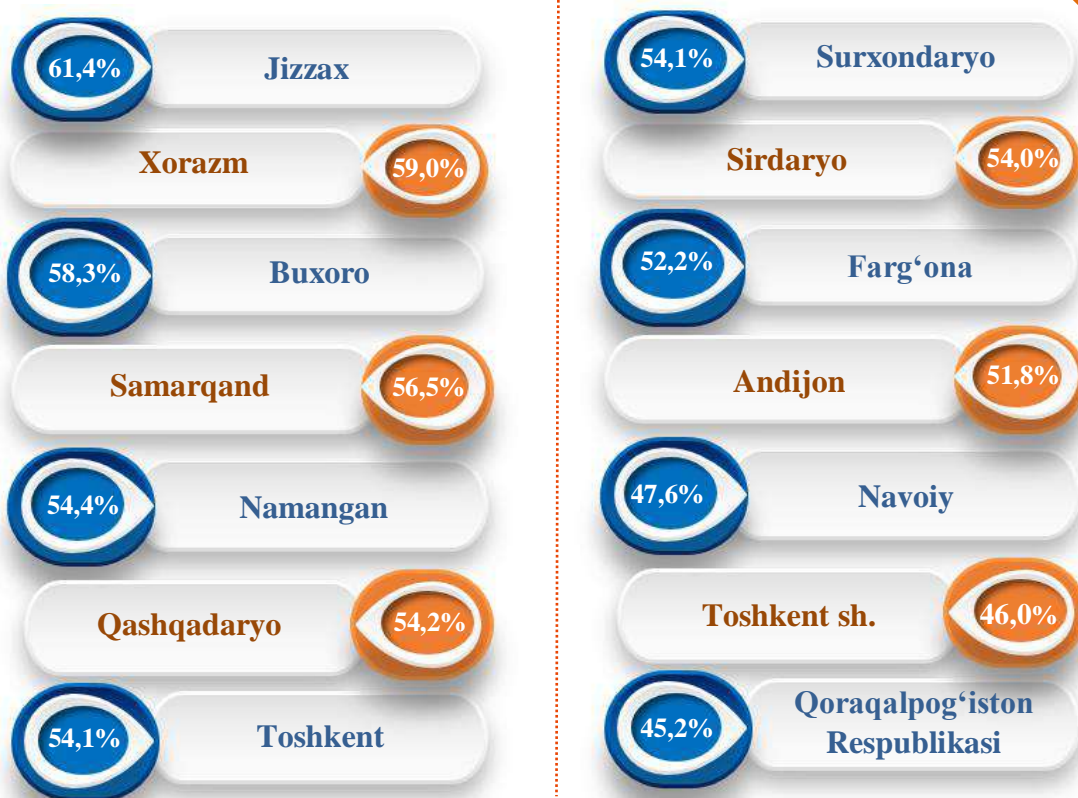 61,4% Jizzax
Xorazm 59,0%
58,3% Buxoro
Samarqand 56,5%
54,4% Namangan
Qashqadaryo 54,2%
54,1% Toshkent
54,1% Surxondaryo
Sirdaryo 54,0%
52,2% Farg‘ona
Andijon 51,8%
47,6% Navoiy
Toshkent sh. 46,0%
45,2% Qoraqalpog‘iston
Respublikasi